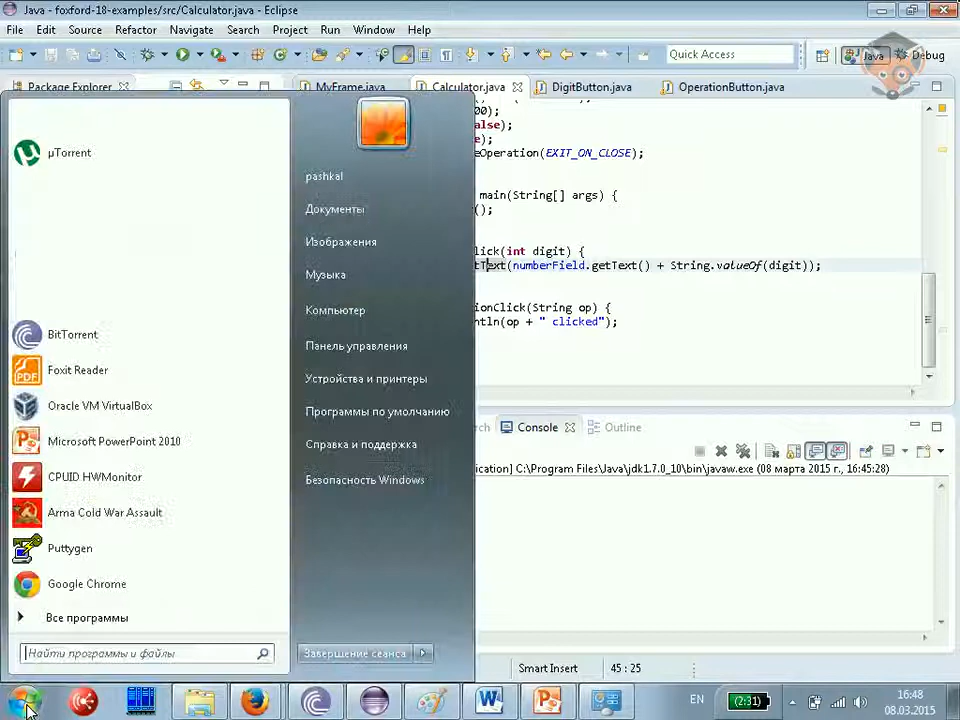 Java - foxford-18-examples/src/Calculator.java - Eclipse
File Edit Source Refactor Navigate Search Project Run Window Help
Quick Access
Java
Debug
Package Explorer
MyFrame.java
Calculator.java
DigitButton.java
OperationButton.java
00);
alse);
e);
eOperation(EXIT_ON_CLOSE);
main(String[] args) {
();
lick(int digit) {
tText(numberField.getText() + String.valueOf(digit));
ionClick(String op) {
tln(op + " clicked");
rch
Console
Outline
ication] C:\Program Files\Java\jdk1.7.0_10\bin\javaw.exe (08 марта 2015 г., 16:45:28)
Smart Insert
45 : 25
µTorrent
BitTorrent
Foxit Reader
Oracle VM VirtualBox
Microsoft PowerPoint 2010
CPUID HWMonitor
Arma Cold War Assault
Puttygen
Google Chrome
Все программы
Найти программы и файлы
pashkal
Документы
Изображения
Музыка
Компьютер
Панель управления
Устройства и принтеры
Программы по умолчанию
Справка и поддержка
Безопасность Windows
Завершение сеанса
EN
(2:31)
16:48
08.03.2015